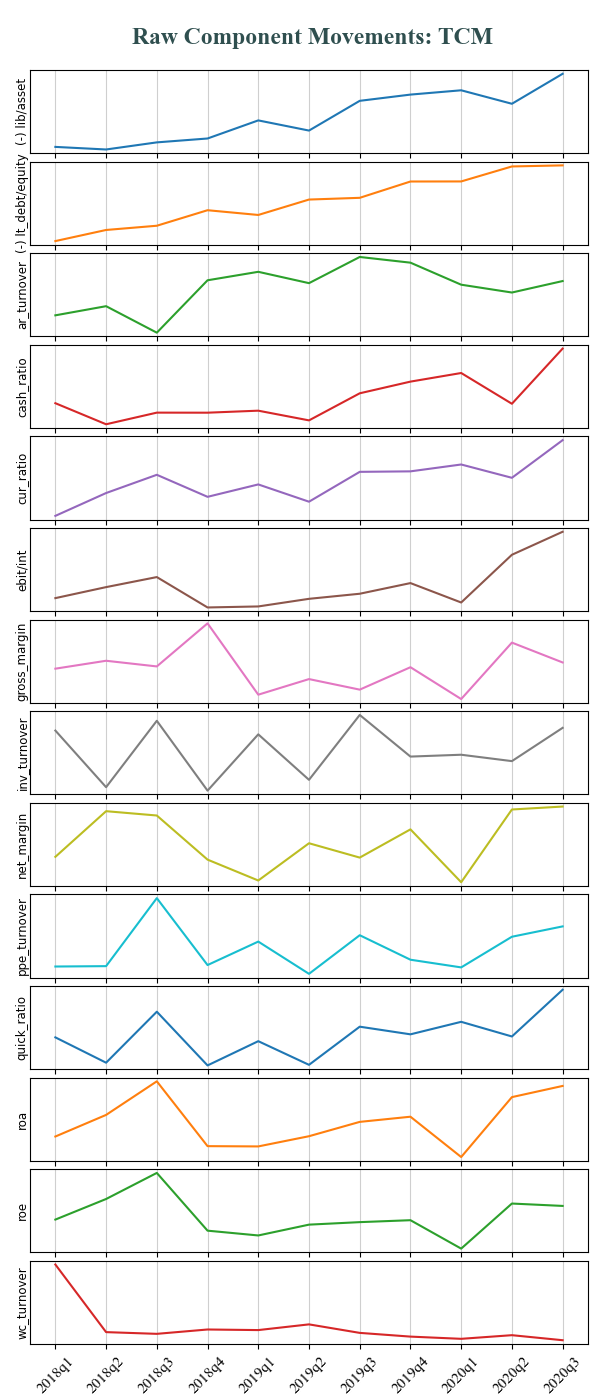 Raw Component Movements: TCM
(-) lib/asset
(-) lt_debt/equity
ar_turnover
cash_ratio
cur_ratio
ebit/int
gross_margin
inv_turnover
net_margin
ppe_turnover
quick_ratio
roa
roe
wc_turnover
2018q1 2018q2 2018q3 2018q4 2019q1 2019q2 2019q3 2019q4 2020q1 2020q2 2020q3